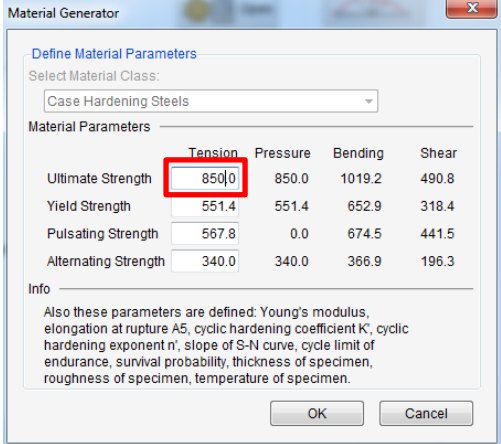 Material Generator
Open
Define Material Parameters
Select Material Class:
Case Hardening Steels
Material Parameters
Tension Pressure Bending Shear
Ultimate Strength 850.0 850.0 1019.2 490.8
Yield Strength 551.4 551.4 652.9 318.4
Pulsating Strength 567.8 0.0 674.5 441.5
Alternating Strength 340.0 340.0 366.9 196.3
Info
Also these parameters are defined: Young's modulus,
elongation at rupture A5, cyclic hardening coefficient K', cyclic
hardening exponent n', slope of S-N curve, cycle limit of
endurance, survival probability, thickness of specimen,
roughness of specimen, temperature of specimen.
OK Cancel